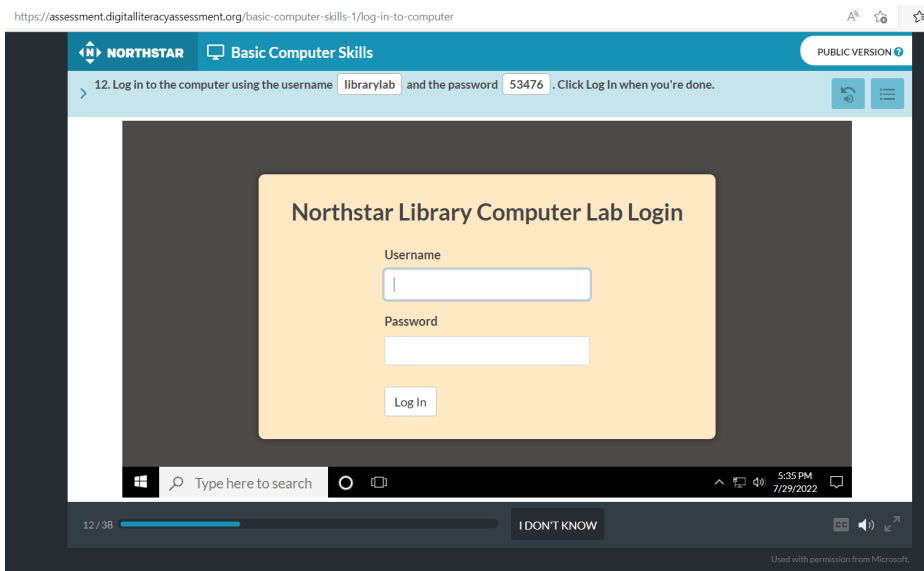 https://assessment.digitalliteracyassessment.org/basic-computer-skills-1/log-in-to-computer
NORTHSTAR Basic Computer Skills PUBLIC VERSION ?
12. Log in to the computer using the username librarylab and the password 53476 . Click Log In when you're done.
Northstar Library Computer Lab Login
Username
Password
Log In
Type here to search
5:35 PM
7/29/2022
12 / 38
I DON'T KNOW
CC
Used with permission from Microsoft.